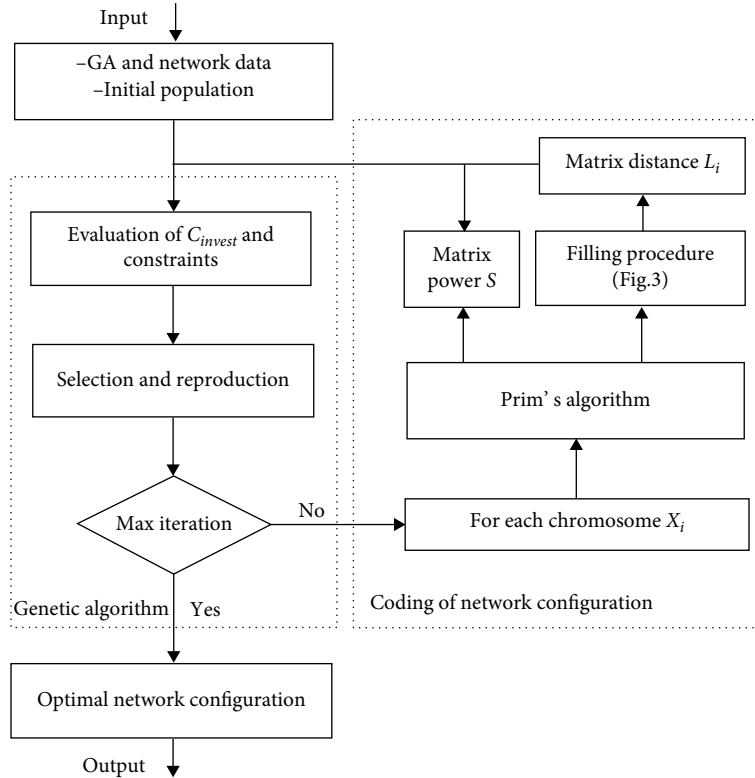 Input
–GA and network data
–Initial population
Matrix distance L_i
Evaluation of C_invest and
constraints
Matrix
power S
Filling procedure
(Fig.3)
Selection and reproduction
Prim’ s algorithm
Max iteration
No
For each chromosome X_i
Genetic algorithm
Yes
Coding of network configuration
Optimal network configuration
Output